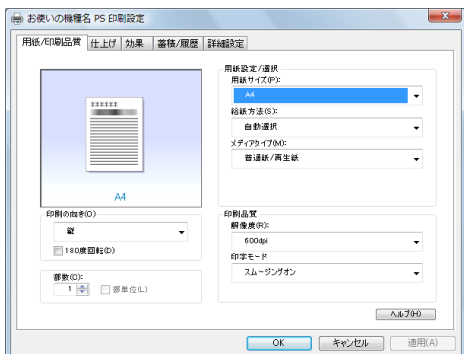 お使いの機種名 PS 印刷設定
用紙/印刷品質 仕上げ 効果 蓄積/履歴 詳細設定
用紙設定/選択
用紙サイズ(P):
A4
給紙方法(S):
自動選択
メディアタイプ(M):
普通紙/再生紙
A4
印刷の向き(O)
縦
180度回転(D)
部数(C):
1 部単位(L)
印刷品質
解像度(R):
600dpi
印字モード
スムージングオン
ヘルプ(H)
OK キャンセル 適用(A)